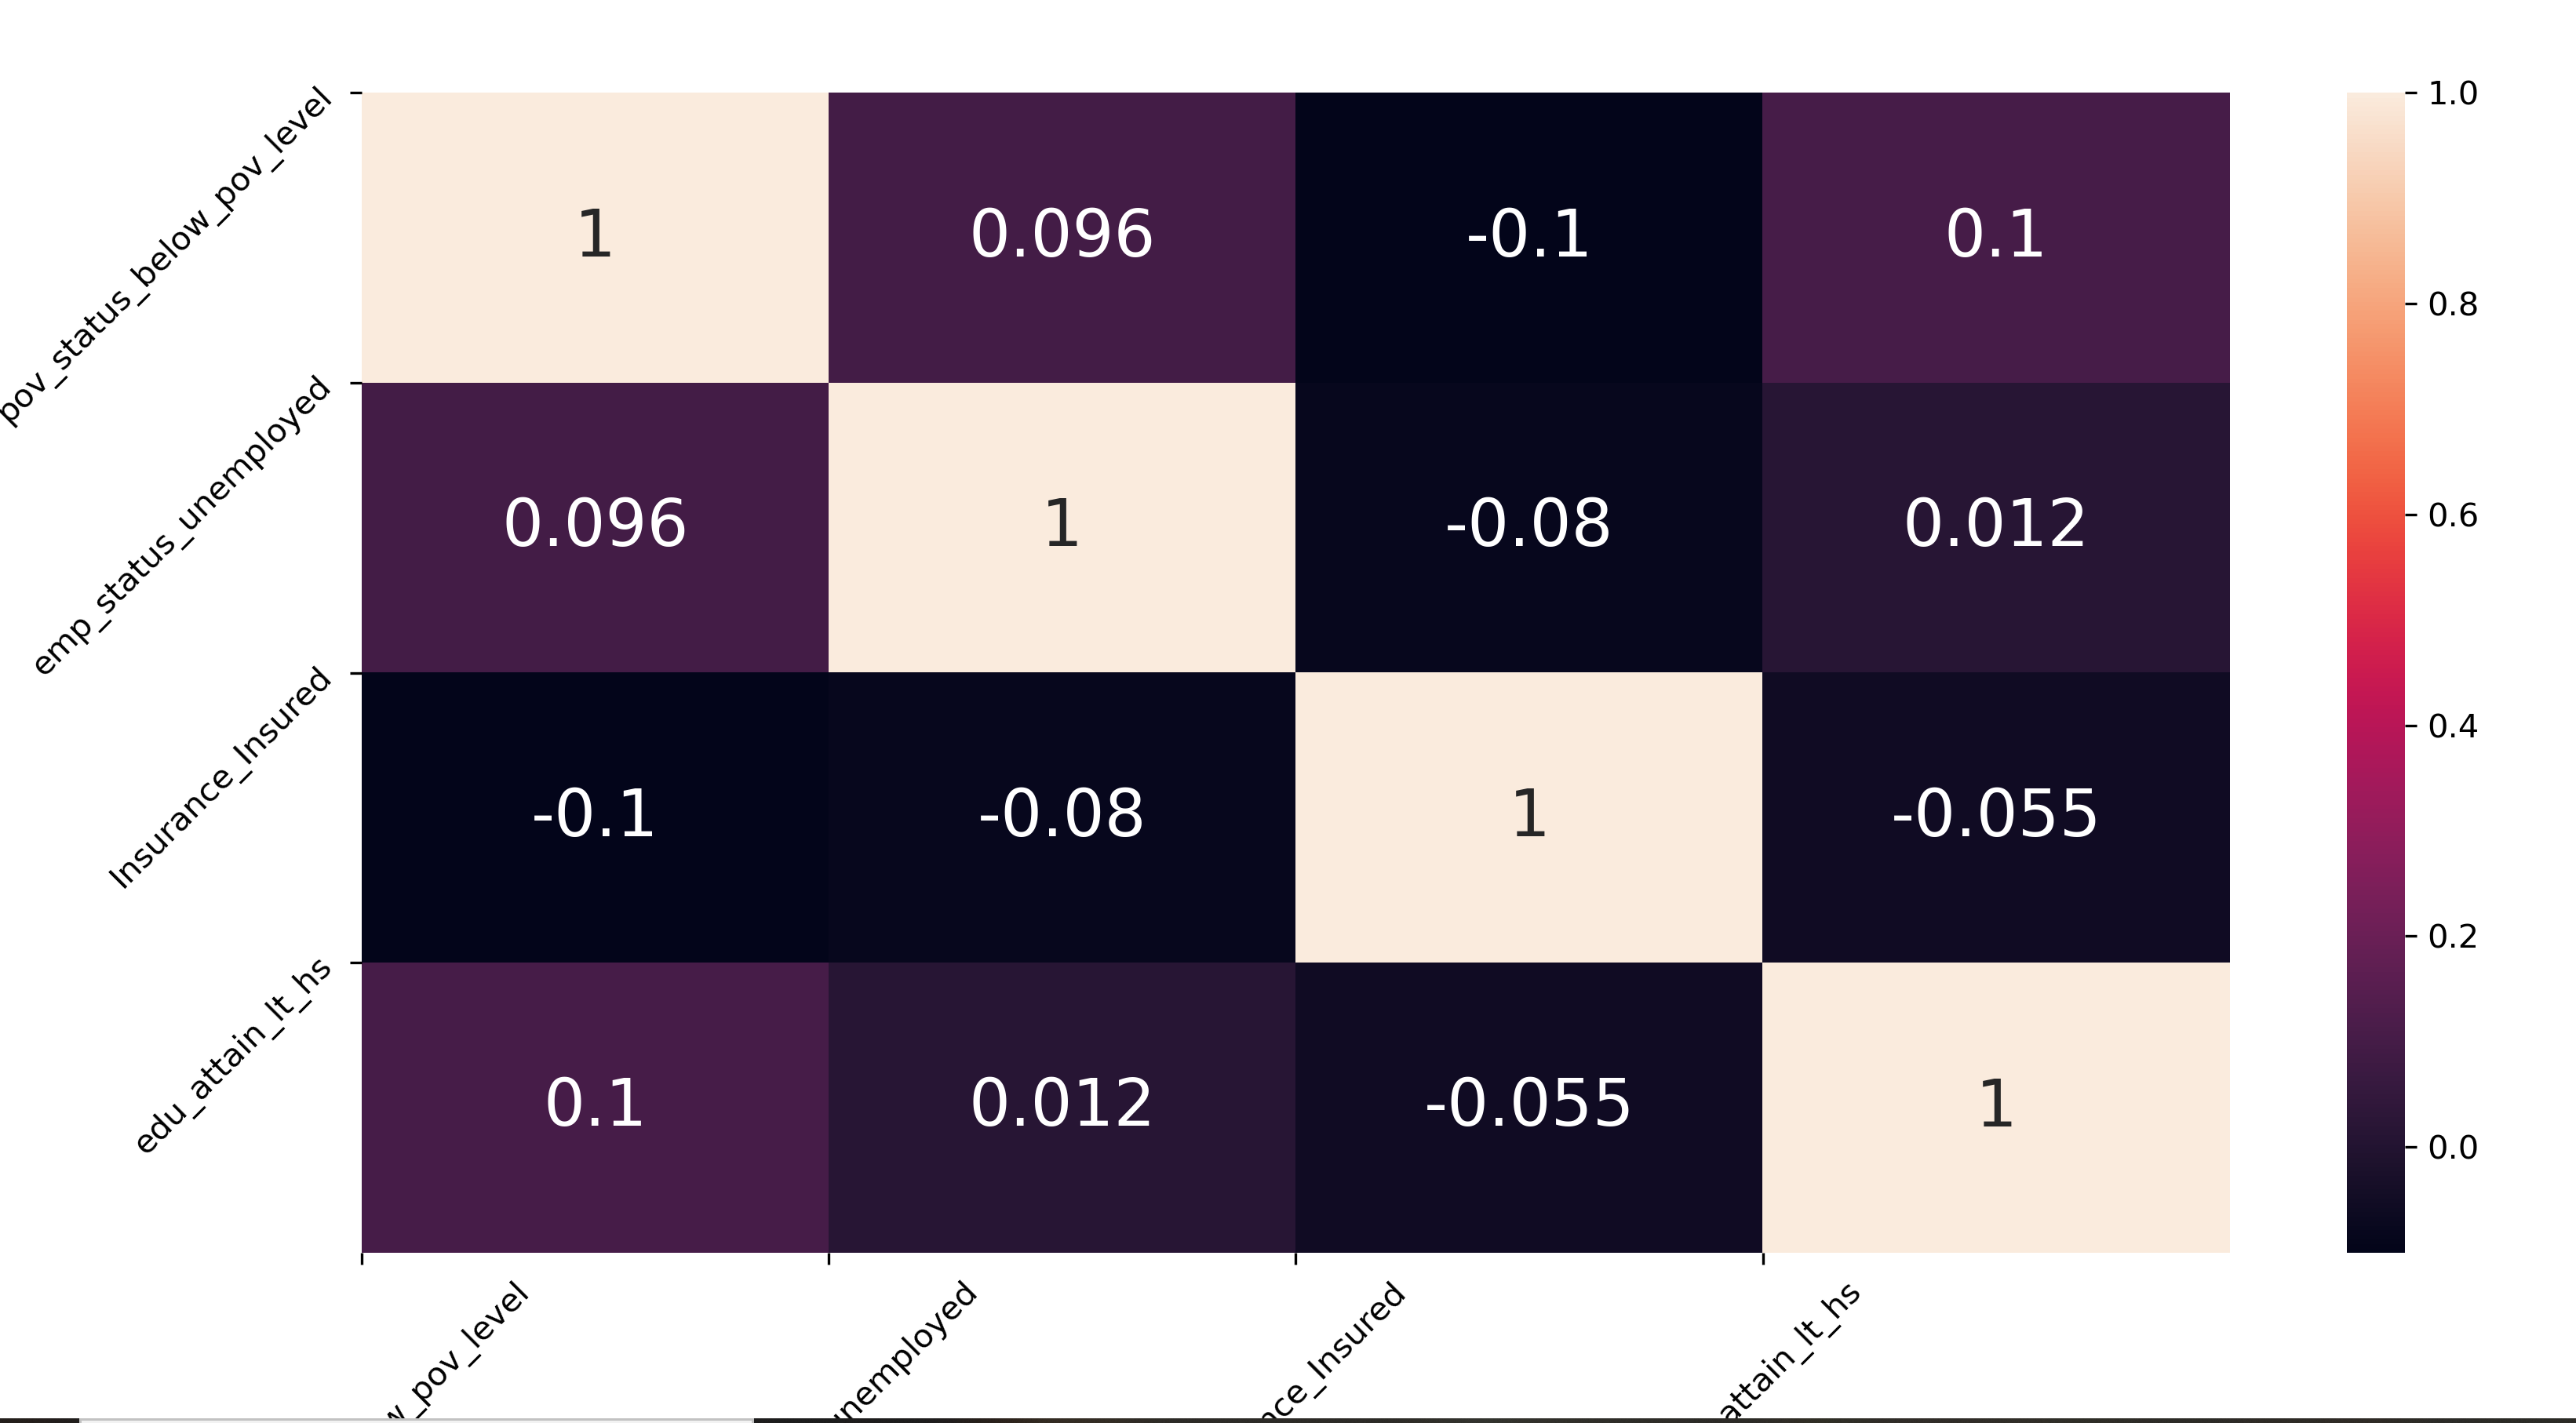 pov_status_below_pov_level
1 0.096 -0.1 0.1
emp_status_unemployed
0.096 1 -0.08 0.012
Insurance_Insured
-0.1 -0.08 1 -0.055
edu_attain_lt_hs
0.1 0.012 -0.055 1
w_pov_level
unemployed
nce_Insured
attain_lt_hs
1.0
0.8
0.6
0.4
0.2
0.0